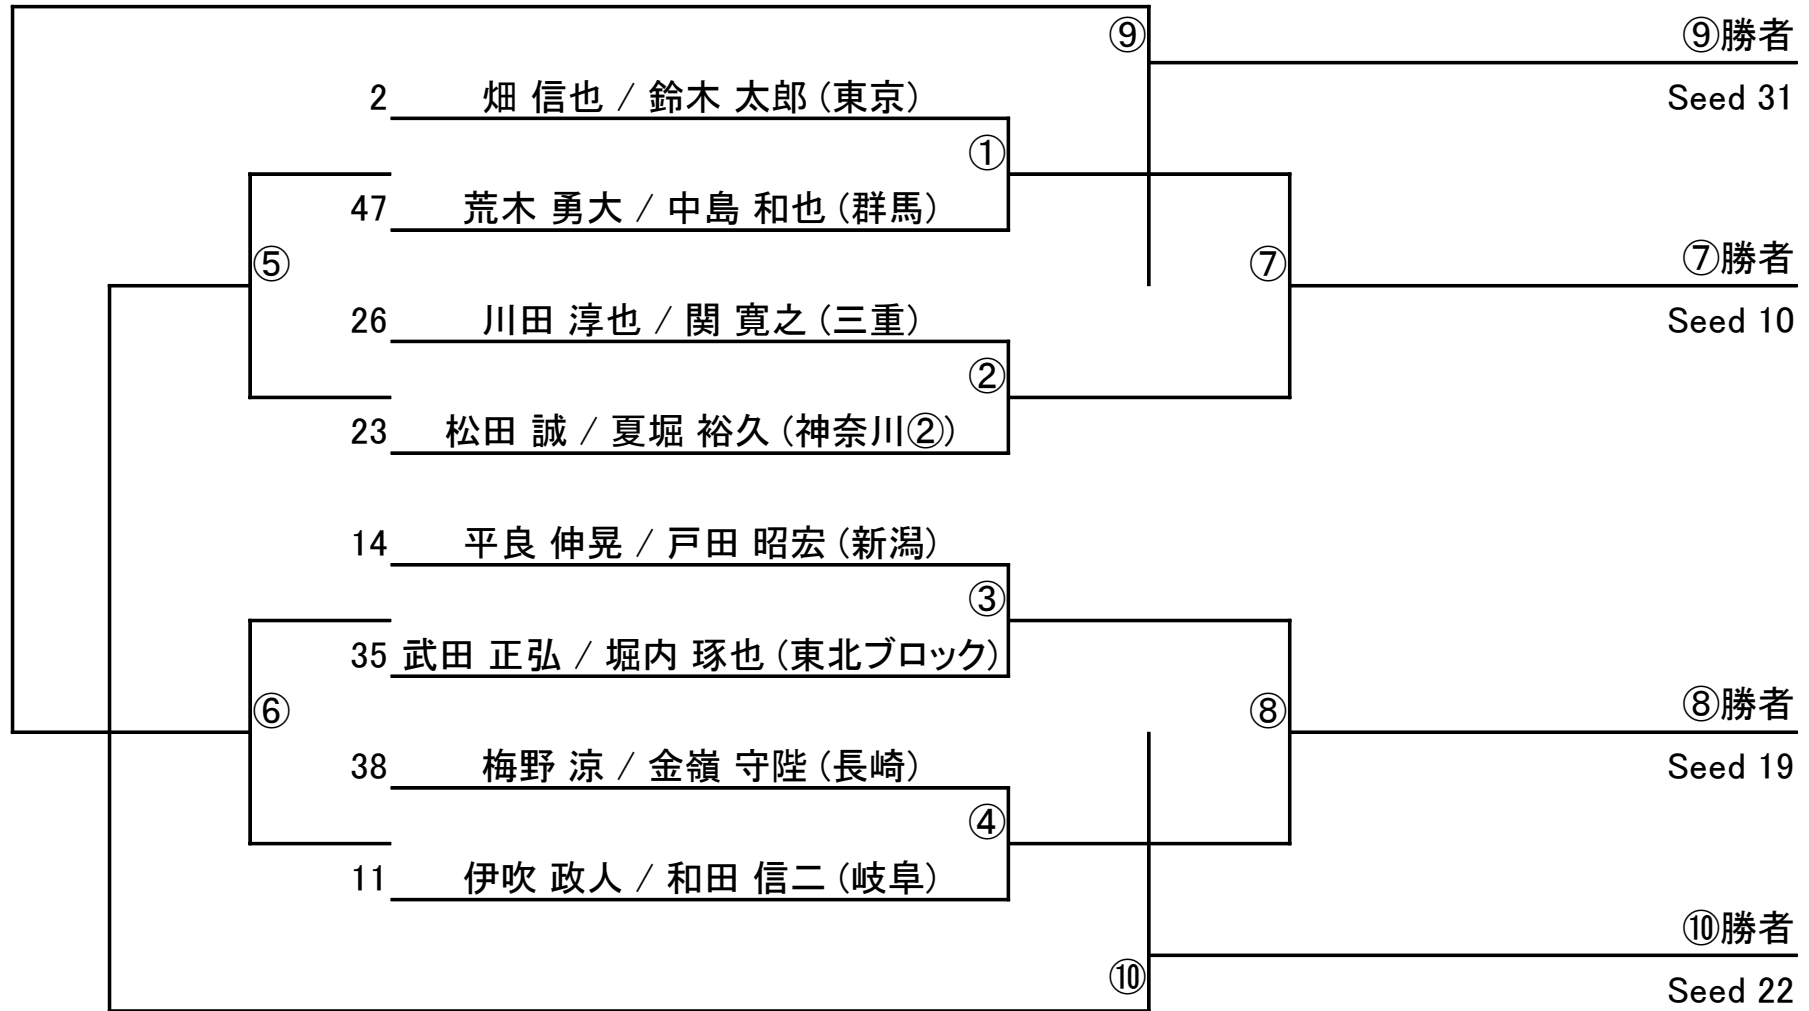 ⑨
⑨勝者
2 畑 信也 / 鈴木 太郎 (東京)
Seed 31
①
47 荒木 勇大 / 中島 和也 (群馬)
⑤
⑦
⑦勝者
26 川田 淳也 / 関 寛之 (三重)
Seed 10
②
23 松田 誠 / 夏堀 裕久 (神奈川②)
14 平良 伸晃 / 戸田 昭宏 (新潟)
③
35 武田 正弘 / 堀内 琢也 (東北ブロック)
⑥
⑧
⑧勝者
38 梅野 涼 / 金嶺 守陛 (長崎)
Seed 19
④
11 伊吹 政人 / 和田 信二 (岐阜)
⑩勝者
⑩
Seed 22